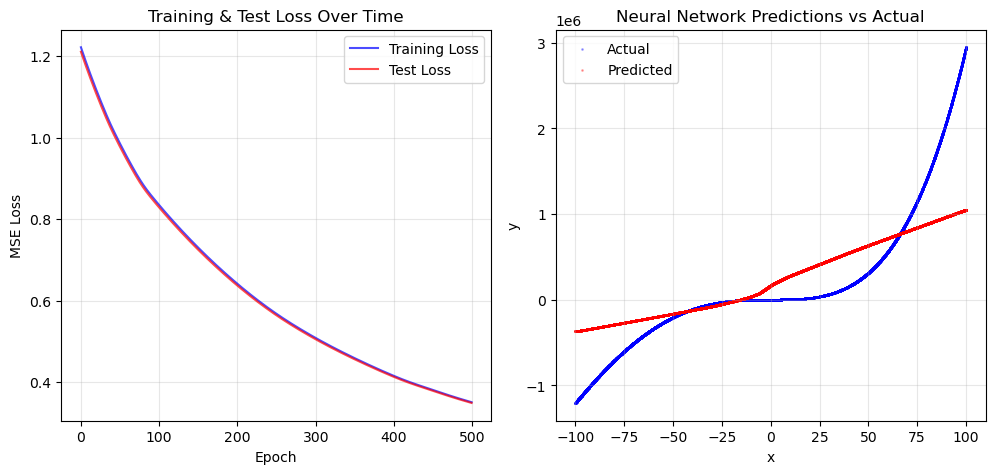 Training & Test Loss Over Time
Training Loss
Test Loss
MSE Loss
1.2
1.0
0.8
0.6
0.4
0 100 200 300 400 500
Epoch
Neural Network Predictions vs Actual
1e6
Actual
Predicted
y
3
2
1
0
−1
−100 −75 −50 −25 0 25 50 75 100
x